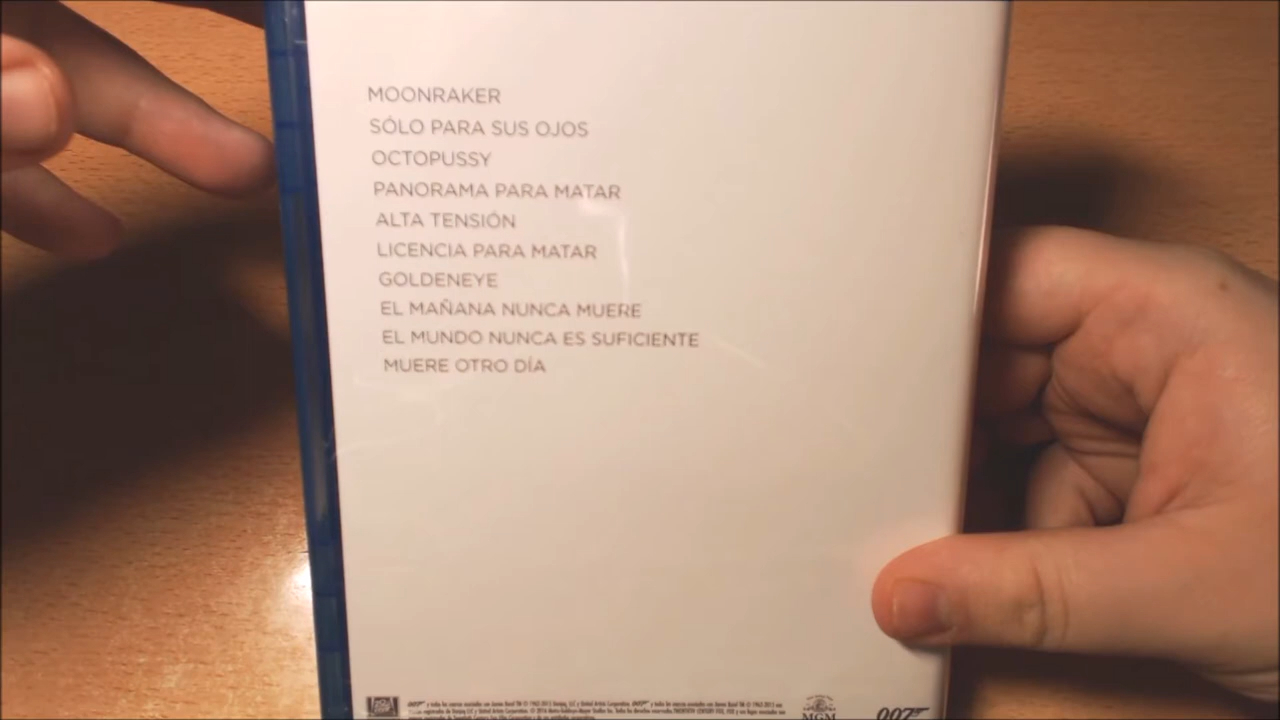 MOONRAKER
SÓLO PARA SUS OJOS
OCTOPUSSY
PANORAMA PARA MATAR
ALTA TENSIÓN
LICENCIA PARA MATAR
GOLDENEYE
EL MAÑANA NUNCA MUERE
EL MUNDO NUNCA ES SUFICIENTE
MUERE OTRO DÍA
MGM
007